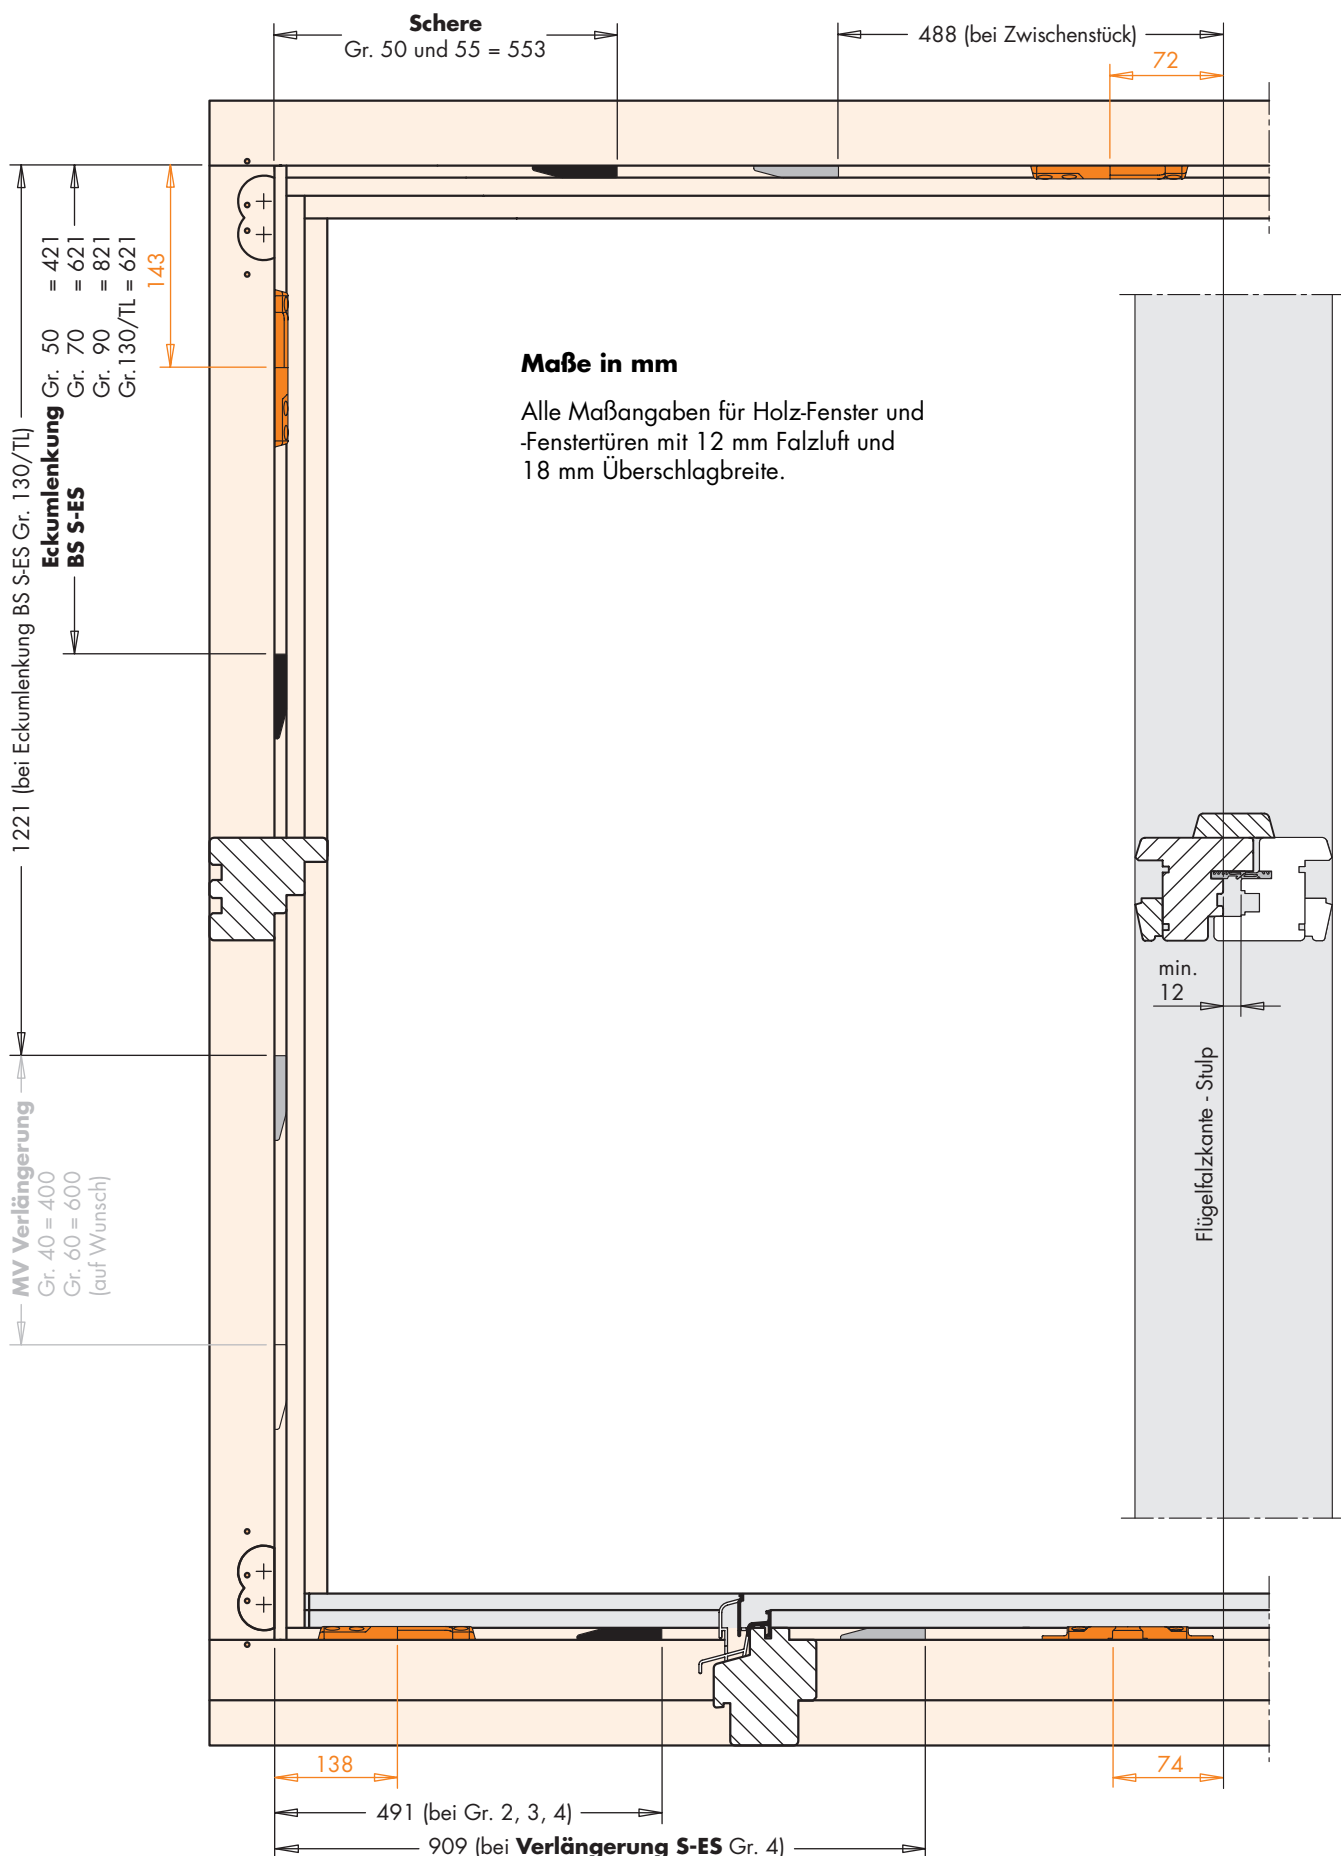 Schere
Gr. 50 und 55 = 553
488 (bei Zwischenstück)
72
1221 (bei Eckumlenkung BS S-ES Gr. 130/TL)
Eckumlenkung
BS S-ES
Gr. 50 = 421
Gr. 70 = 621
Gr. 90 = 821
Gr.130/TL = 621
143
Maße in mm
Alle Maßangaben für Holz-Fenster und
-Fenstertüren mit 12 mm Falzluft und
18 mm Überschlagbreite.
min.
12
Flügelfalzkante - Stulp
MV Verlängerung
Gr. 40 = 400
Gr. 60 = 600
(auf Wunsch)
138
74
491 (bei Gr. 2, 3, 4)
909 (bei Verlängerung S-ES Gr. 4)